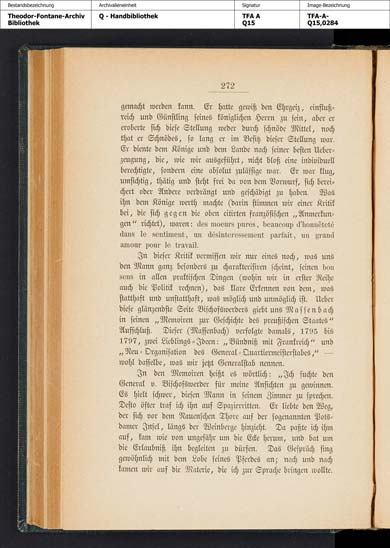 Bestandsbezeichnung
Archivalieneinheit
Signatur
Image-Bezeichnung
Theodor-Fontane-Archiv
Bibliothek
Q - Handbibliothek
TFA A
Q15
TFA-A-
Q15,0284
272
gemacht werden kann. Er hatte gewiß den Ehrgeiz, einfluß-
reich und Günstling seines königlichen Herren zu sein, aber er
eroberte sich diese Stellung weder durch schnöde Mittel, noch
that er Schnödes, so lang er im Besitz dieser Stellung war.
Er diente dem Könige und dem Lande nach seiner besten Ueber-
zeugung, die, wie wir ausgeführt, nicht bloß eine individuell
berechtigte, sondern eine absolut zulässige war. Er war klug,
umsichtig, thätig und steht frei da von dem Vorwurf, sich berei-
chert oder Andere verdrängt und geschädigt zu haben. Was
ihn dem Könige werth machte (darin stimmen wir einer Kritik
bei, die sich gegen die oben citirten französischen „Anmerkun-
gen“ richtet), waren: des moeurs pures, beaucoup d'honnêteté
dans le sentiment, un désinteressement parfait, un grand
amour pour le travail.
In dieser Kritik vermissen wir nur eines noch, was uns
den Mann ganz besonders zu charakterisiren scheint, seinen bon
sens in allen praktischen Dingen (wohin wir in erster Reihe
auch die Politik rechnen), das klare Erkennen von dem, was
statthaft und unstatthaft, was möglich und unmöglich ist. Ueber
diese glänzendste Seite Bischofswerders giebt uns Massenbach
in seinen „Memoiren zur Geschichte des preußischen Staates“
Aufschluß. Dieser (Massenbach) verfolgte damals, 1795 bis
1797, zwei Lieblings-Ideen: „Bündniß mit Frankreich“ und
„Neu-Organisation des General-Quartiermeisterstabes,“ —
wohl dasselbe, was wir jetzt Generalstab nennen.
In den Memoiren heißt es wörtlich: „Ich suchte den
General v. Bischofswerder für meine Ansichten zu gewinnen.
Es hielt schwer, diesen Mann in seinem Zimmer zu sprechen.
Desto öfter traf ich ihn auf Spazierritten. Er liebte den Weg,
der sich vor dem Nauenschen Thore auf der sogenannten Pots-
damer Insel, längs der Weinberge hinzieht. Da paßte ich ihm
auf, kam wie von ungefähr um die Ecke herum, und bat um
die Erlaubniß ihn begleiten zu dürfen. Das Gespräch fing
gewöhnlich mit dem Lobe seines Pferdes an; nach und nach
kamen wir auf die Materie, die ich zur Sprache bringen wollte.